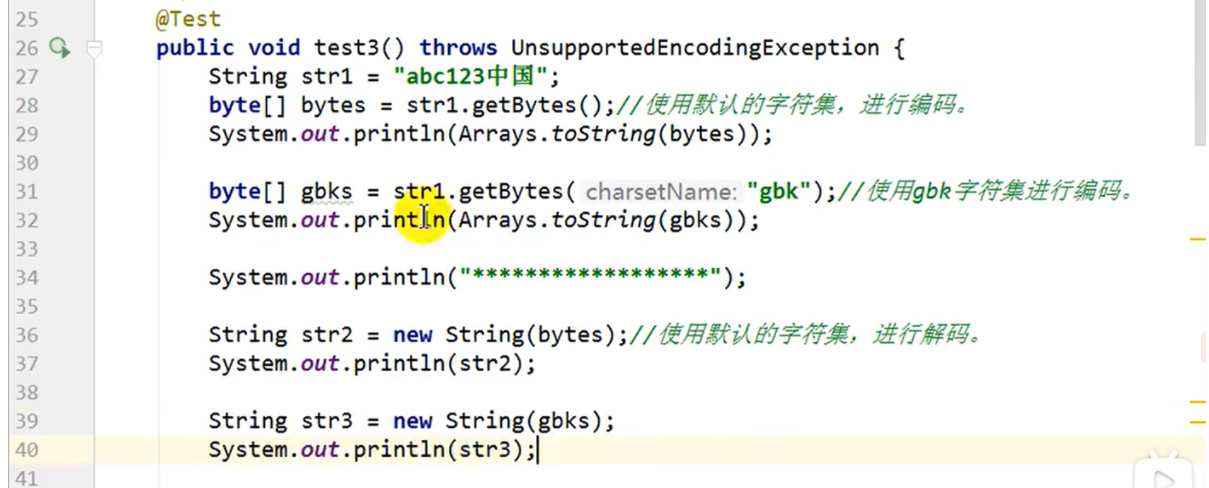 25 @Test
26 public void test3() throws UnsupportedEncodingException {
27 String str1 = "abc123中国";
28 byte[] bytes = str1.getBytes();//使用默认的字符集，进行编码。
29 System.out.println(Arrays.toString(bytes));
30
31 byte[] gbks = str1.getBytes( charsetName: "gbk");//使用gbk字符集进行编码。
32 System.out.println(Arrays.toString(gbks));
33
34 System.out.println("******************");
35
36 String str2 = new String(bytes);//使用默认的字符集，进行解码。
37 System.out.println(str2);
38
39 String str3 = new String(gbks);
40 System.out.println(str3);
41